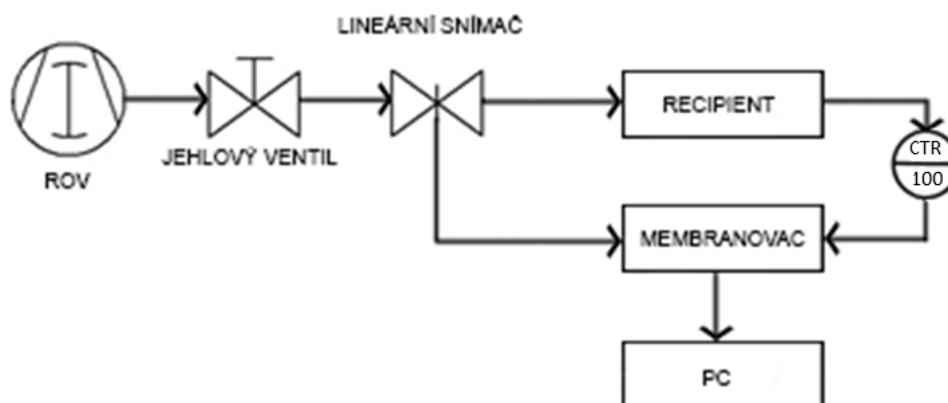 LINEÁRNÍ SNÍMAČ
RECIPIENT
JEHLOVÝ VENTIL
ROV
CTR
100
MEMBRANOVAC
PC